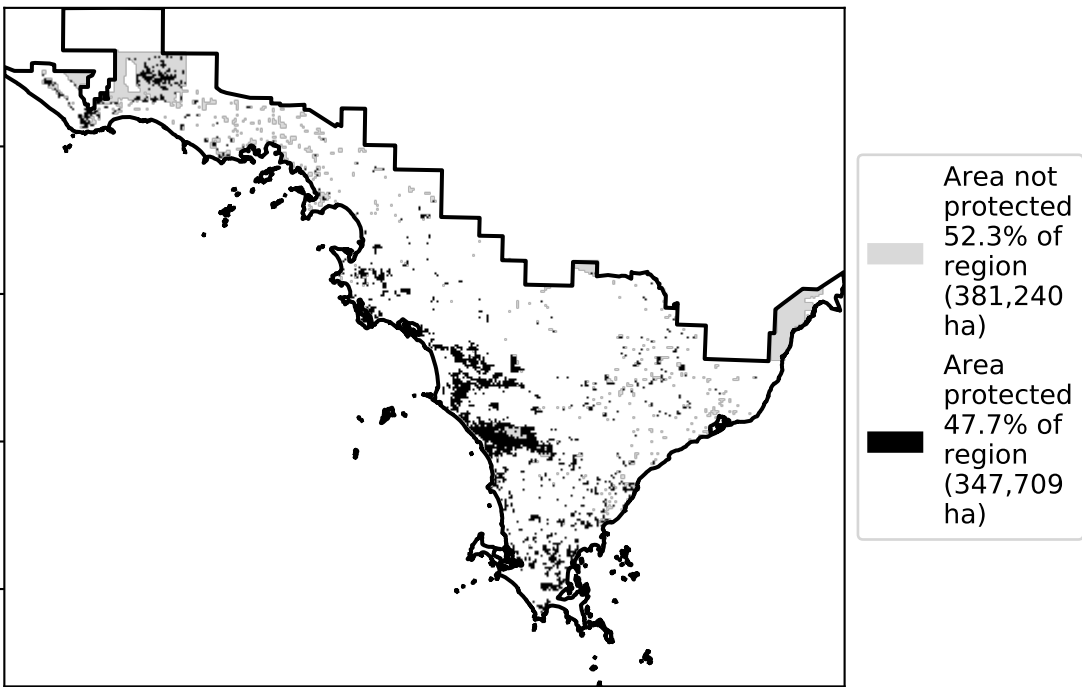 Area not
protected
52.3% of
region
(381,240
ha)
Area
protected
47.7% of
region
(347,709
ha)